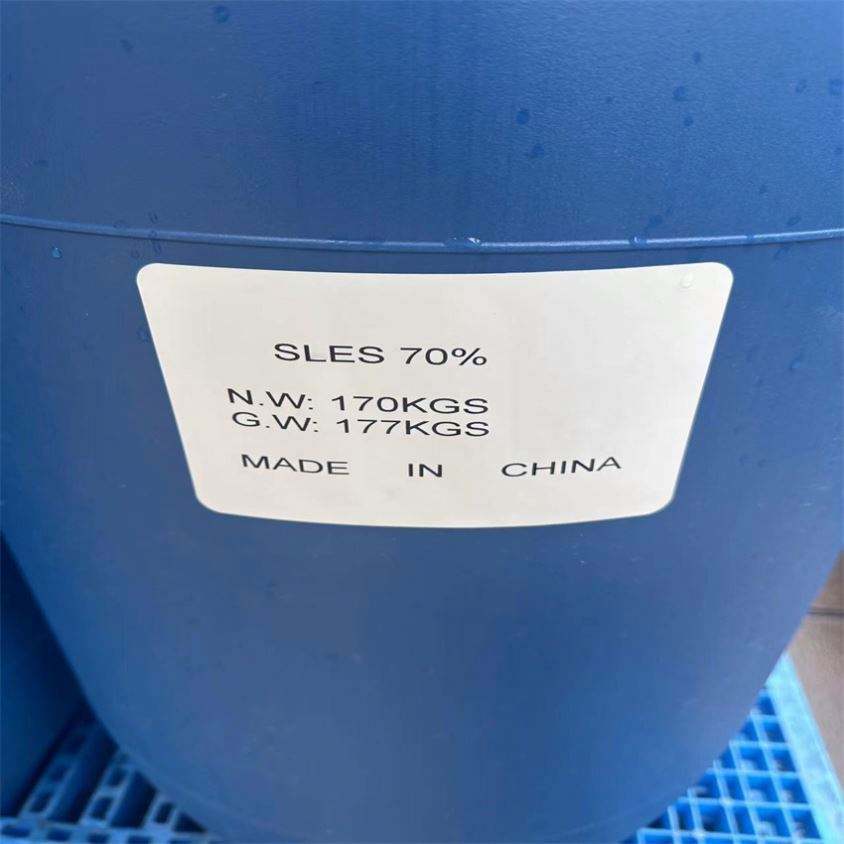 SLES 70%
N.W: 170KGS
G.W: 177KGS
MADE IN CHINA